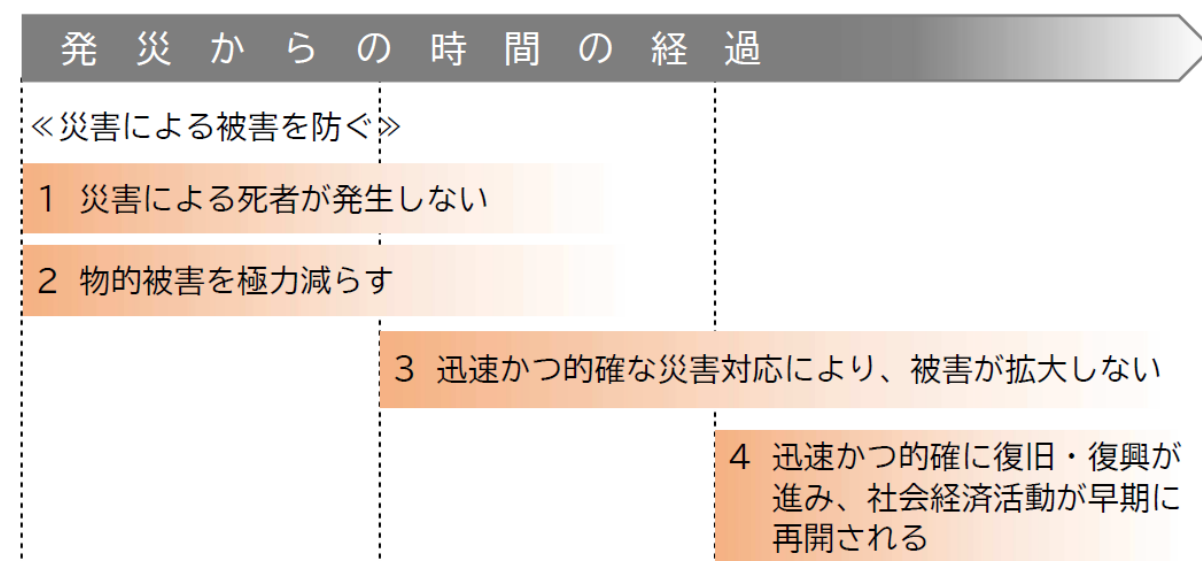 発災からの時間の経過
≪災害による被害を防ぐ≫
1 災害による死者が発生しない
2 物的被害を極力減らす
3 迅速かつ的確な災害対応により、被害が拡大しない
4 迅速かつ的確に復旧・復興が
進み、社会経済活動が早期に
再開される